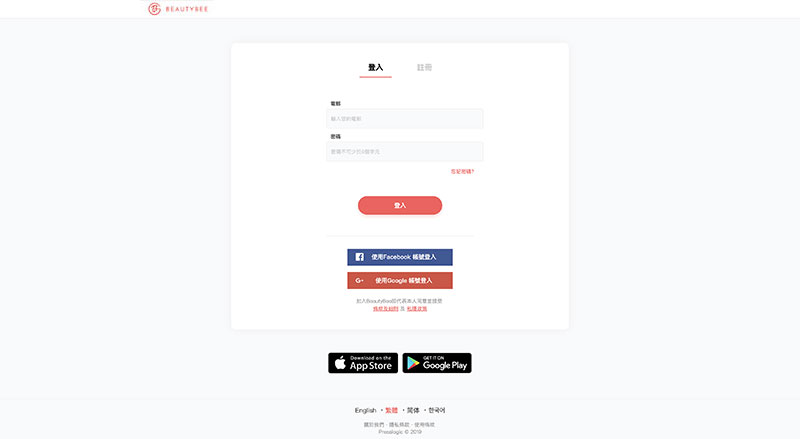 BEAUTYBEE
登入 註冊
電郵
輸入您的電郵
密碼
密碼不可少於6個字元
忘記密碼?
登入
使用Facebook 帳號登入
使用Google 帳號登入
加入BeautyBee即代表本人同意並接受
條款及細則 及 私隱政策
Download on the
App Store
GET IT ON
Google Play
English • 繁體 • 简体 • 한국어
關於我們 • 隱私條款 • 使用條款
Presslogic © 2019